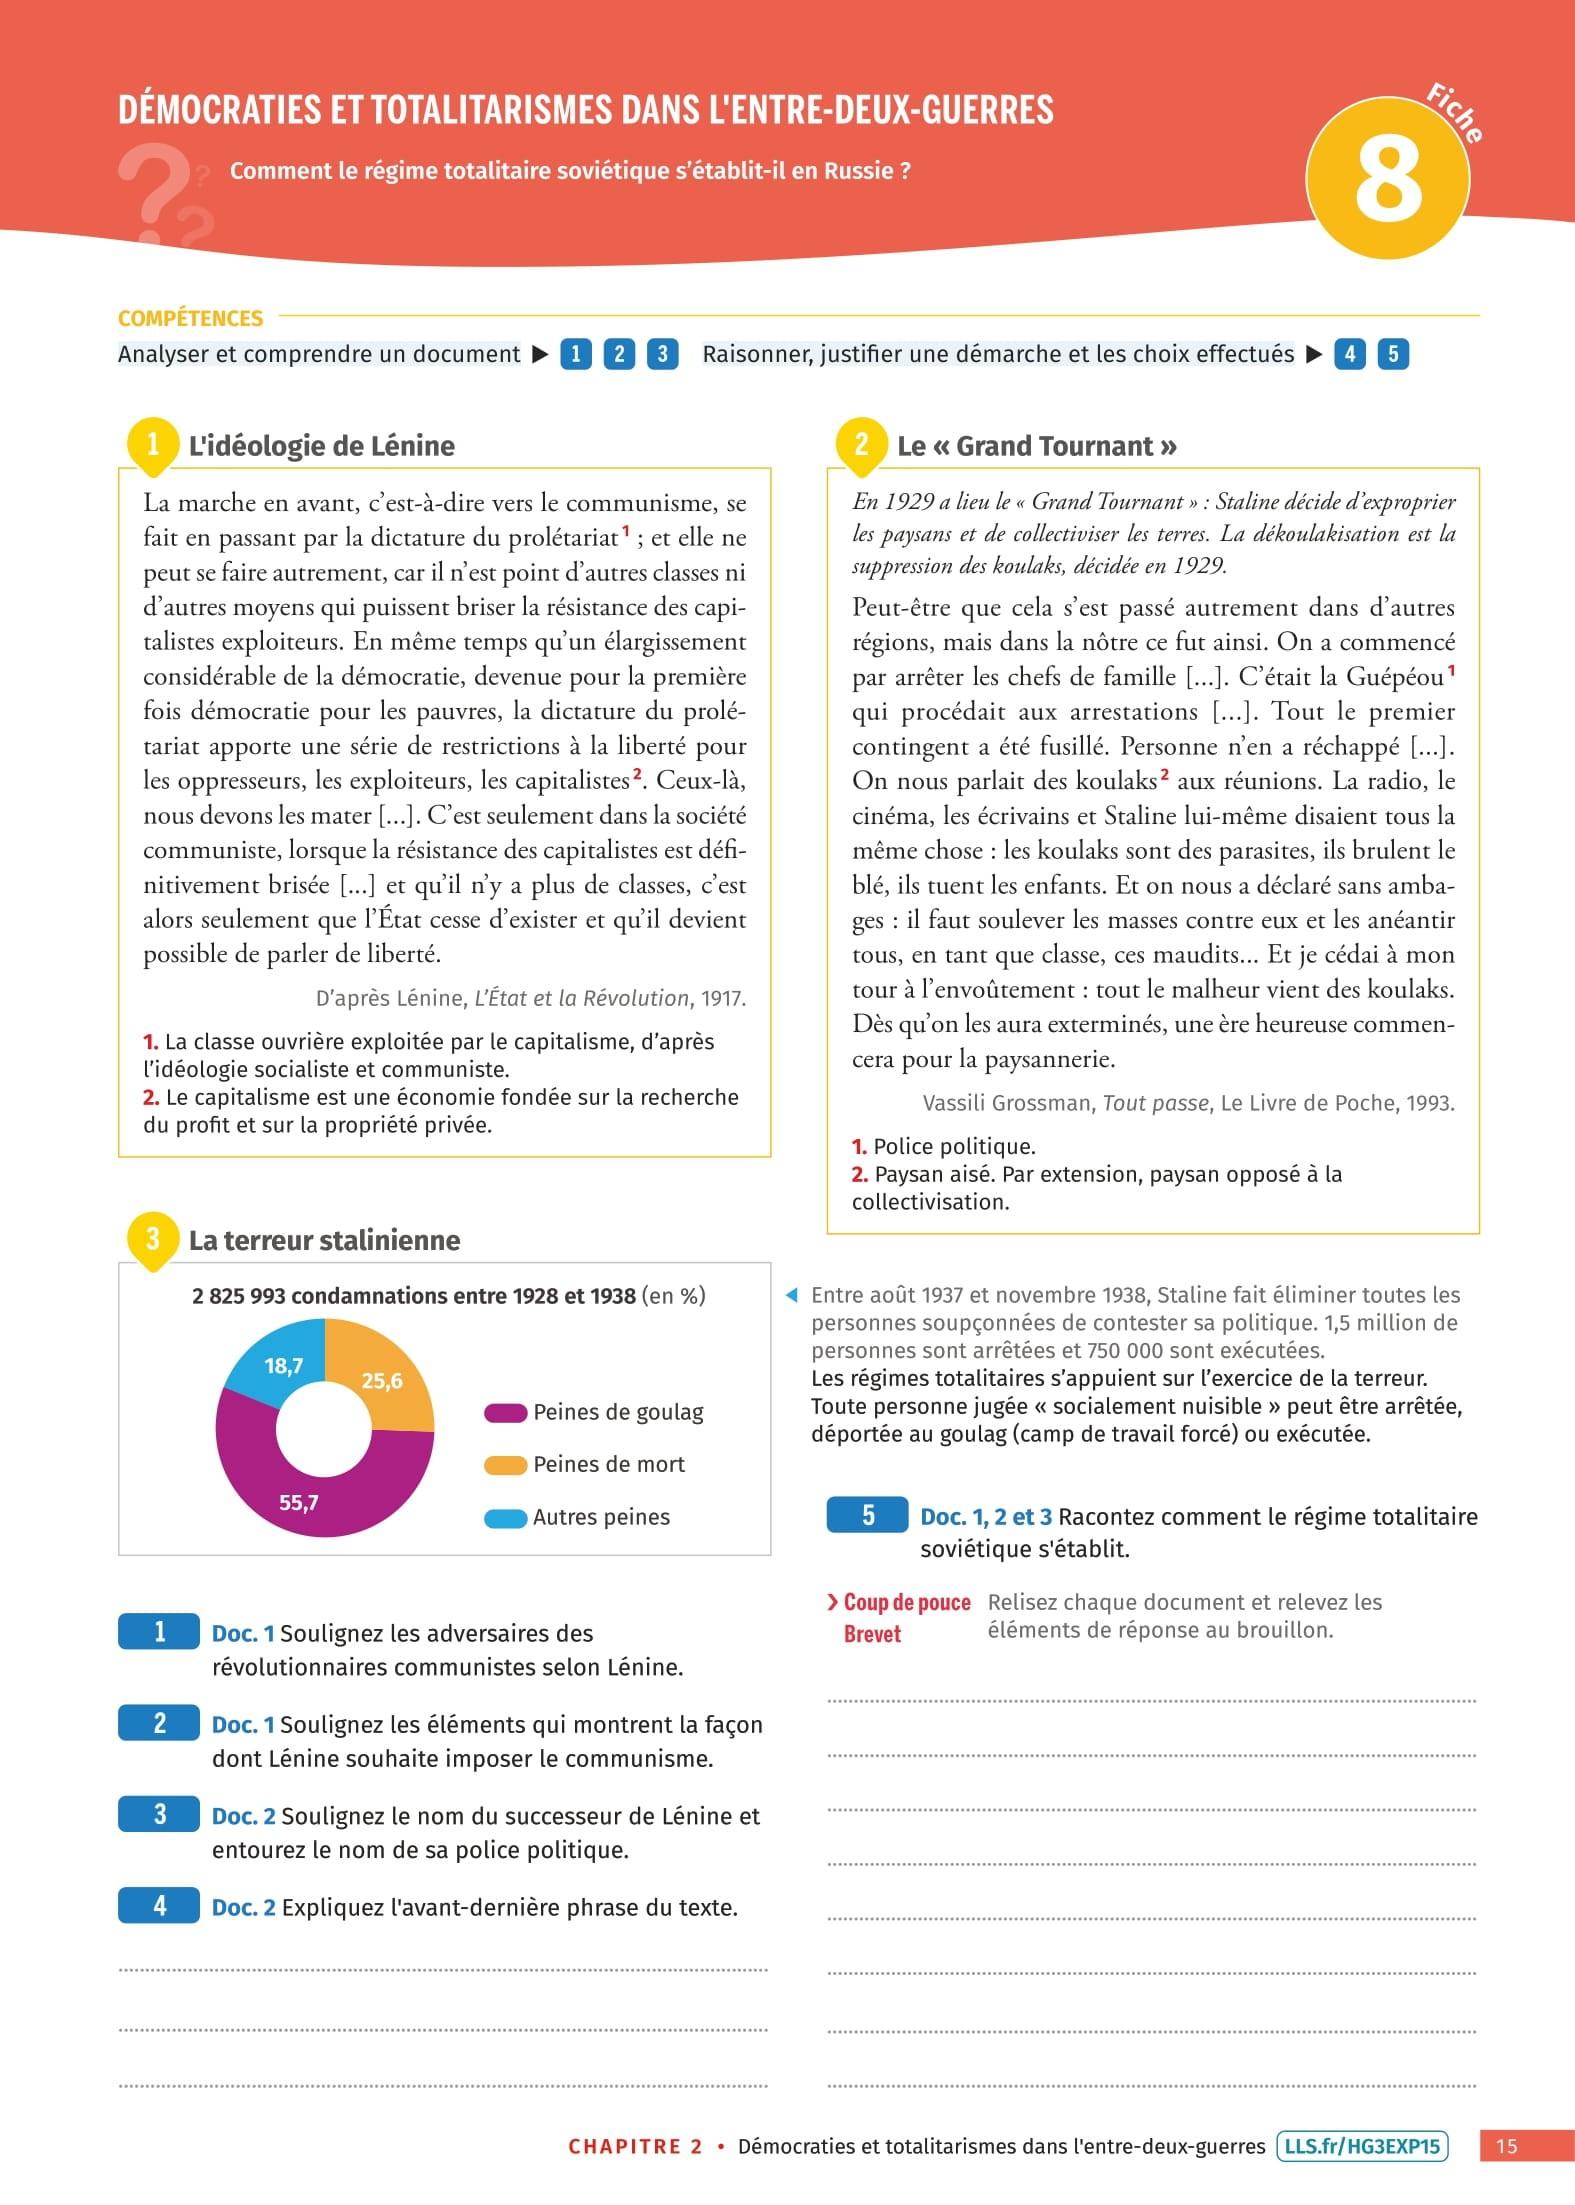 DÉMOCRATIES ET TOTALITARISMES DANS L'ENTRE-DEUX-GUERRES
Comment le régime totalitaire soviétique s'établit-il en Russie ?
Fiche
8
COMPÉTENCES
Analyser et comprendre un document ▶ 1 2 3 Raisonner, justifier une démarche et les choix effectués ▶ 4 5
1 L'idéologie de Lénine
La marche en avant, c'est-à-dire vers le communisme, se
fait en passant par la dictature du prolétariat 1 ; et elle ne
peut se faire autrement, car il n'est point d'autres classes ni
d'autres moyens qui puissent briser la résistance des capi-
talistes exploiteurs. En même temps qu'un élargissement
considérable de la démocratie, devenue pour la première
fois démocratie pour les pauvres, la dictature du prolé-
tariat apporte une série de restrictions à la liberté pour
les oppresseurs, les exploiteurs, les capitalistes 2. Ceux-là,
nous devons les mater [...]. C'est seulement dans la société
communiste, lorsque la résistance des capitalistes est défi-
nitivement brisée [...] et qu'il n'y a plus de classes, c'est
alors seulement que l'État cesse d'exister et qu'il devient
possible de parler de liberté.
D'après Lénine, L'État et la Révolution, 1917.
1. La classe ouvrière exploitée par le capitalisme, d'après
l'idéologie socialiste et communiste.
2. Le capitalisme est une économie fondée sur la recherche
du profit et sur la propriété privée.
2 Le « Grand Tournant »
En 1929 a lieu le « Grand Tournant » : Staline décide d'exproprier
les paysans et de collectiviser les terres. La dékoulakisation est la
suppression des koulaks, décidée en 1929.
Peut-être que cela s'est passé autrement dans d'autres
régions, mais dans la nôtre ce fut ainsi. On a commencé
par arrêter les chefs de famille [...]. C'était la Guépéou 1
qui procédait aux arrestations [...]. Tout le premier
contingent a été fusillé. Personne n'en a réchappé [...].
On nous parlait des koulaks 2 aux réunions. La radio, le
cinéma, les écrivains et Staline lui-même disaient tous la
même chose : les koulaks sont des parasites, ils brulent le
blé, ils tuent les enfants. Et on nous a déclaré sans amba-
ges : il faut soulever les masses contre eux et les anéantir
tous, en tant que classe, ces maudits... Et je cédai à mon
tour à l'envoûtement : tout le malheur vient des koulaks.
Dès qu'on les aura exterminés, une ère heureuse commen-
cera pour la paysannerie.
Vassili Grossman, Tout passe, Le Livre de Poche, 1993.
1. Police politique.
2. Paysan aisé. Par extension, paysan opposé à la
collectivisation.
3 La terreur stalinienne
2 825 993 condamnations entre 1928 et 1938 (en %)
18,7
25,6
55,7
Peines de goulag
Peines de mort
Autres peines
Entre août 1937 et novembre 1938, Staline fait éliminer toutes les
personnes soupçonnées de contester sa politique. 1,5 million de
personnes sont arrêtées et 750 000 sont exécutées.
Les régimes totalitaires s'appuient sur l'exercice de la terreur.
Toute personne jugée « socialement nuisible » peut être arrêtée,
déportée au goulag (camp de travail forcé) ou exécutée.
1 Doc. 1 Soulignez les adversaires des
révolutionnaires communistes selon Lénine.
2 Doc. 1 Soulignez les éléments qui montrent la façon
dont Lénine souhaite imposer le communisme.
3 Doc. 2 Soulignez le nom du successeur de Lénine et
entourez le nom de sa police politique.
4 Doc. 2 Expliquez l'avant-dernière phrase du texte.
5 Doc. 1, 2 et 3 Racontez comment le régime totalitaire
soviétique s'établit.
› Coup de pouce Relisez chaque document et relevez les
Brevet éléments de réponse au brouillon.
CHAPITRE 2 • Démocraties et totalitarismes dans l'entre-deux-guerres LLS.fr/HG3EXP15 15